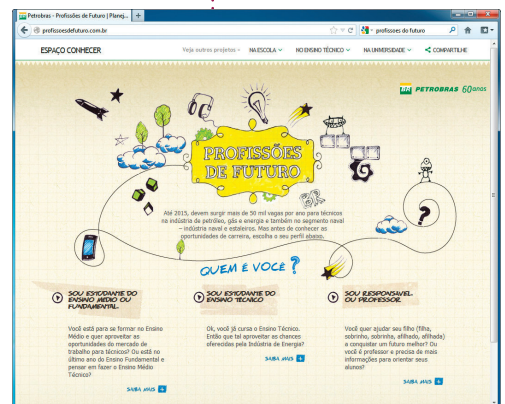 Petrobras - Profissões de Futuro | Planej...
profissoesdefuturo.com.br
profissoes do futuro
ESPAÇO CONHECER
Veja outros projetos
NA ESCOLA
NO ENSINO TÉCNICO
NA UNIVERSIDADE
COMPARTILHE
BR PETROBRAS 60 anos
PROFISSÕES
DE FUTURO
BR
Até 2015, devem surgir mais de 50 mil vagas por ano para técnicos
na indústria de petróleo, gás e energia e também no segmento naval
– indústria naval e estaleiros. Mas antes de conhecer as
oportunidades de carreira, escolha o seu perfil abaixo.
QUEM É VOCÊ?
SOU ESTUDANTE DO
ENSINO MÉDIO OU
FUNDAMENTAL
Você está para se formar no Ensino
Médio e quer aproveitar as
oportunidades do mercado de
trabalho para técnicos? Ou está no
último ano do Ensino Fundamental e
pensar em fazer o Ensino Médio
Técnico?
SAIBA MAIS +
SOU ESTUDANTE DO
ENSINO TÉCNICO
Ok, você já cursa o Ensino Técnico.
Então que tal aproveitar as chances
oferecidas pela Indústria de Energia?
SAIBA MAIS +
SOU RESPONSÁVEL
OU PROFESSOR
Você quer ajudar seu filho (filha,
sobrinho, sobrinha, afilhado, afilhada)
a conquistar um futuro melhor? Ou
você é professor e precisa de mais
informações para orientar seus
alunos?
SAIBA MAIS +